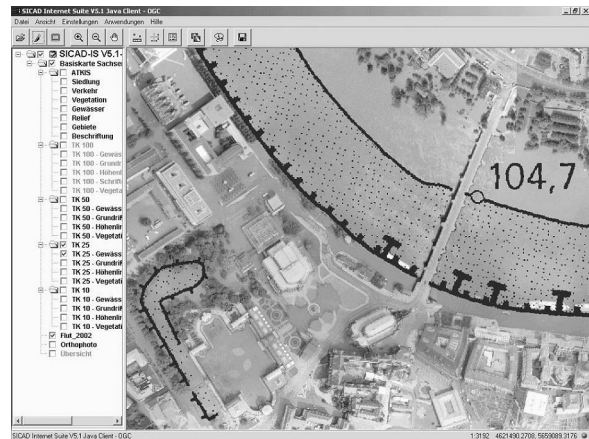 SICAD Internet Suite V5.1 Java Client - OGC
Datei Ansicht Einstellungen Anwendungen Hilfe
SICAD-IS V5.1-
Basiskarte Sachse
ATKIS
Siedlung
Verkehr
Vegetation
Gewässer
Relief
Gebiete
Beschriftung
TK 100
TK 100 - Gewäs
TK 100 - Grundr
TK 100 - Höhenl
TK 100 - Schrift
TK 100 - Vegeta
TK 50
TK 50 - Gewäss
TK 50 - Grundri
TK 50 - Höhenlin
TK 50 - Vegetati
TK 25
TK 25 - Gewäss
TK 25 - Grundri
TK 25 - Höhenlin
TK 25 - Vegetati
TK 10
TK 10 - Gewäss
TK 10 - Grundri
TK 10 - Höhenlin
TK 10 - Vegetati
Flut_2002
Orthophoto
Übersicht
104,7
SICAD Internet Suite V5.1 Java Client - OGC
1:3192 4621490.2708, 5659089.3176